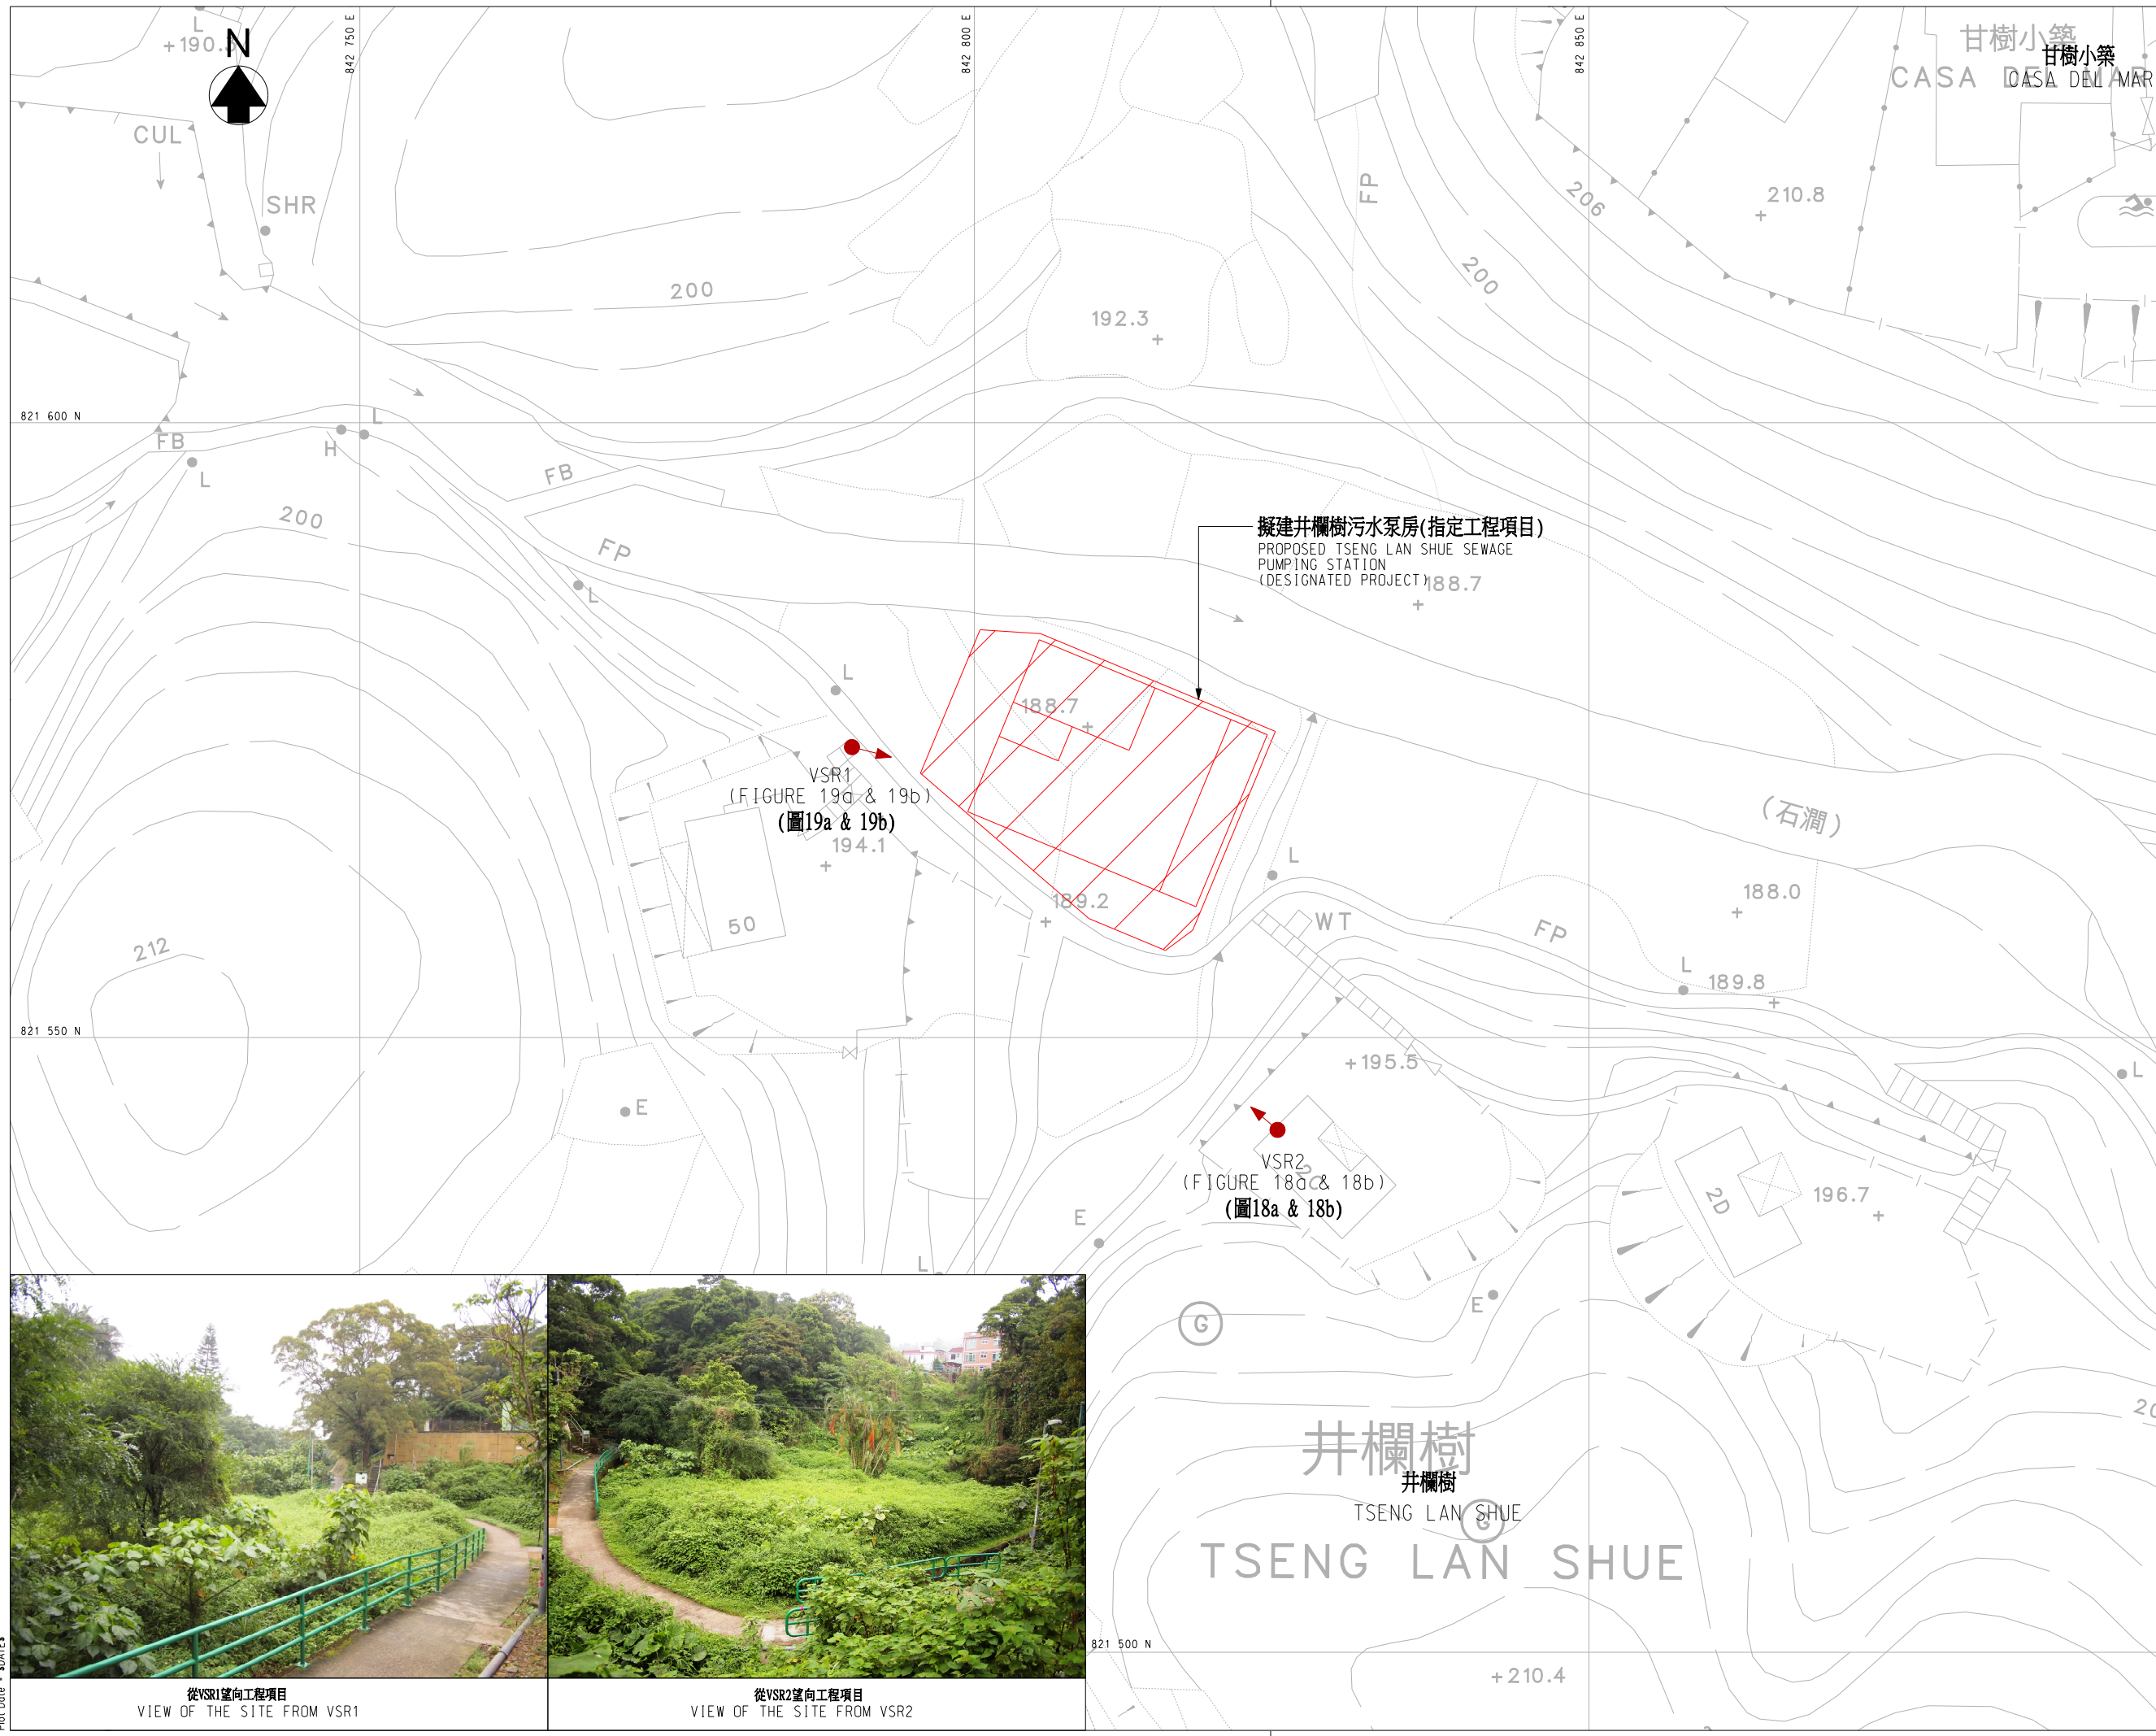 842 750 E
842 800 E
842 850 E
L
N
甘樹小築
CASA DEL MAR
甘樹小築
CASA DEL MAR
CUL
SHR
FP
206
210.8
200
200
192.3
821 600 N
FB
L
H
L
FB
200
FP
L
擬建井欄樹污水泵房(指定工程項目)
PROPOSED TSENG LAN SHUE SEWAGE
PUMPING STATION
(DESIGNATED PROJECT)
188.7
L
188.7
VSR1
(FIGURE 19a & 19b)
(圖19a & 19b)
194.1
(石澗)
L
188.0
189.2
50
WT
FP
212
L
189.8
821 550 N
+195.5
L
E
VSR2
(FIGURE 18a & 18b)
(圖18a & 18b)
2D
196.7
E
L
E
G
井欄樹
井欄樹
TSENG LAN SHUE
G
TSENG LAN SHUE
821 500 N
+210.4
從VSR1望向工程項目
VIEW OF THE SITE FROM VSR1
從VSR2望向工程項目
VIEW OF THE SITE FROM VSR2